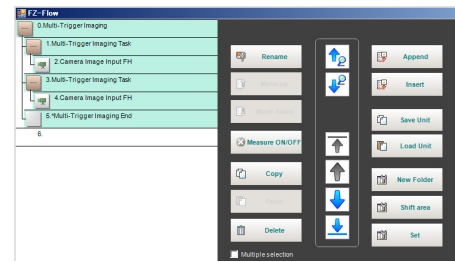 FZ-Flow
0.Multi-Trigger Imaging
1.Multi-Trigger Imaging Task
2.Camera Image Input FH
3.Multi-Trigger Imaging Task
4.Camera Image Input FH
5.*Multi-Trigger Imaging End
6.
Rename
Measure ON/OFF
Copy
Delete
Multiple selection
Append
Insert
Save Unit
Load Unit
New Folder
Shift area
Set